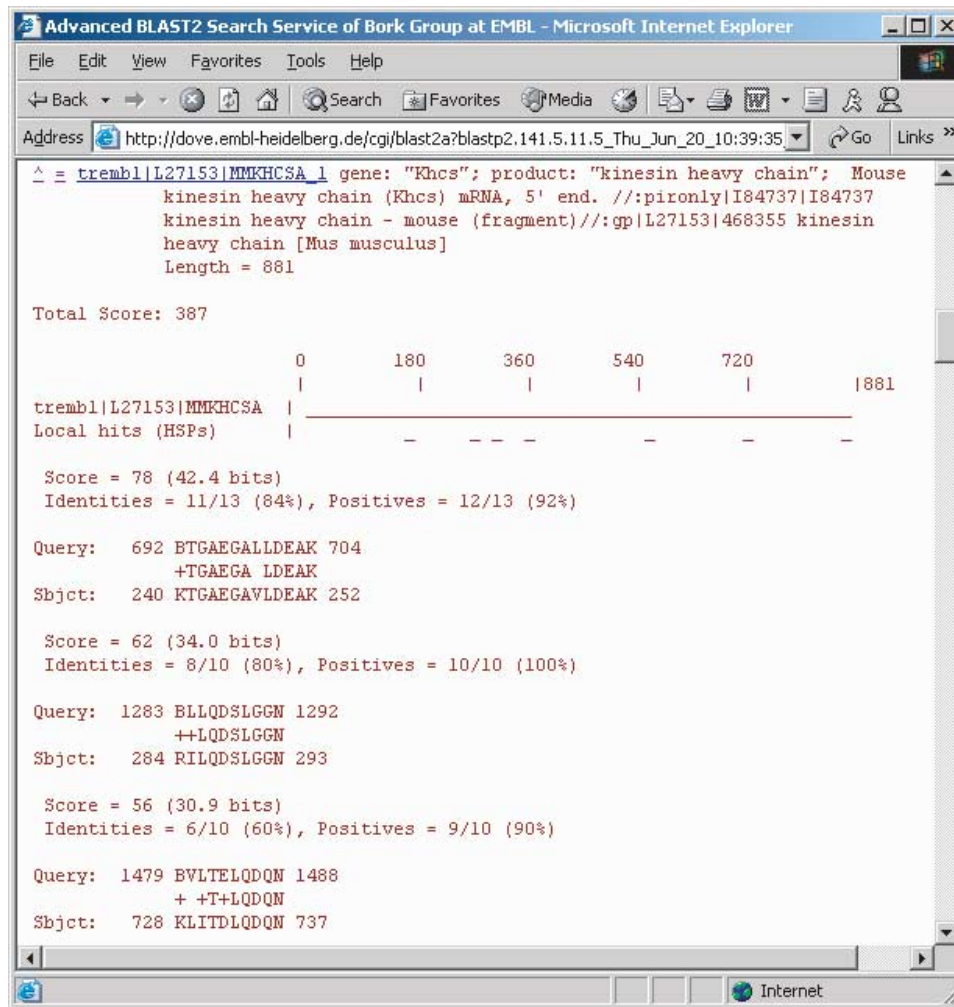 Advanced BLAST2 Search Service of Bork Group at EMBL - Microsoft Internet Explorer
File Edit View Favorites Tools Help
Back Search Favorites Media
Address http://dove.embl-heidelberg.de/cgi/blast2a?blastp2.141.5.11.5_Thu_Jun_20_10:39:35 Go Links »
^ = trembl|L27153|MMKHCSA_1 gene: "Khcs"; product: "kinesin heavy chain"; Mouse
kinesin heavy chain (Khcs) mRNA, 5' end. //:pironly|I84737|I84737
kinesin heavy chain - mouse (fragment)//:gp|L27153|468355 kinesin
heavy chain [Mus musculus]
Length = 881
Total Score: 387
0 180 360 540 720
| | | | | |881
trembl|L27153|MMKHCSA | __________________________________________________
Local hits (HSPs) | _ _ _ _ _ _ _
Score = 78 (42.4 bits)
Identities = 11/13 (84%), Positives = 12/13 (92%)
Query: 692 BTGAEGALLDEAK 704
+TGAEGA LDEAK
Sbjct: 240 KTGAEGAVLDEAK 252
Score = 62 (34.0 bits)
Identities = 8/10 (80%), Positives = 10/10 (100%)
Query: 1283 BLLQDSLGGN 1292
++LQDSLGGN
Sbjct: 284 RILQDSLGGN 293
Score = 56 (30.9 bits)
Identities = 6/10 (60%), Positives = 9/10 (90%)
Query: 1479 BVLTELQDQN 1488
+ +T+LQDQN
Sbjct: 728 KLITDLQDQN 737
Internet